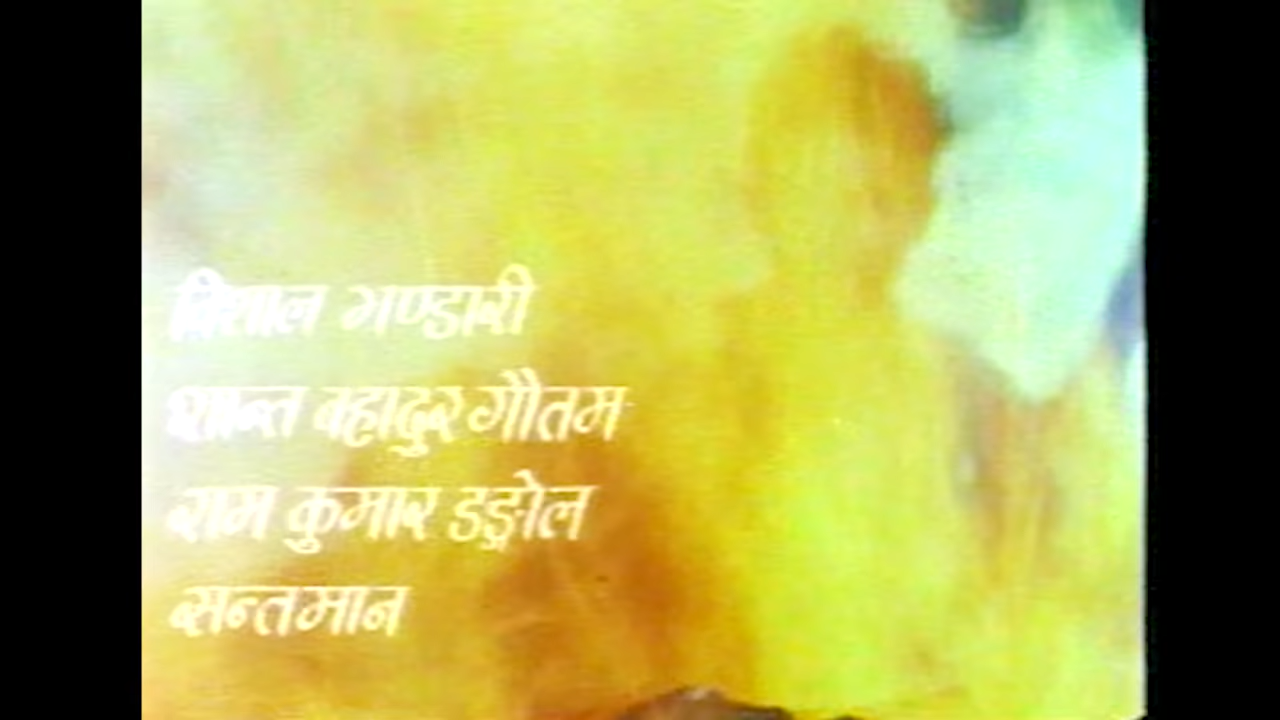 विशाल भण्डारी
शान्त बहादुर गौतम
राम कुमार डङ्गोल
सन्तमान